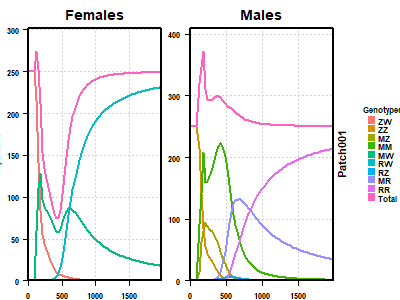 Females Males
300
250
200
150
100
50
0
0 500 1000 1500
400
300
200
100
0
0 500 1000 1500
Patch001
Genotypes
ZW
ZZ
MZ
MM
MW
RW
RZ
MR
RR
Total